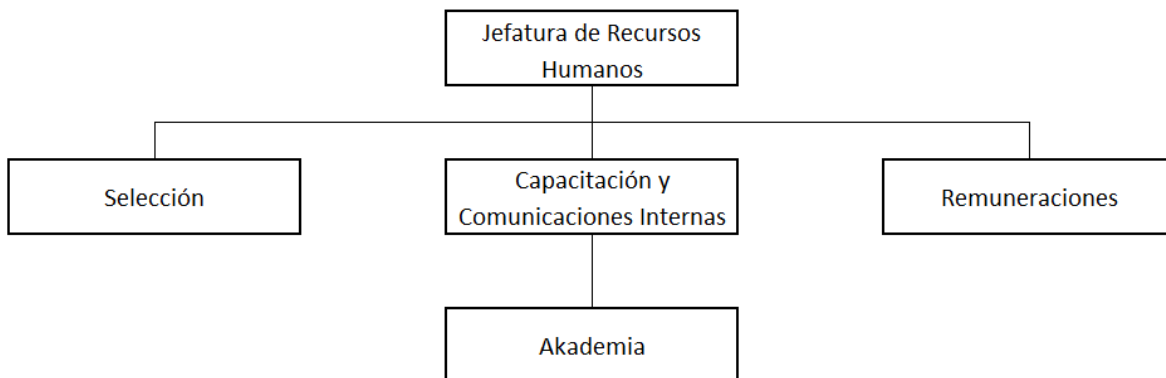 Jefatura de Recursos
Humanos
Selección
Capacitación y
Comunicaciones Internas
Remuneraciones
Akademia